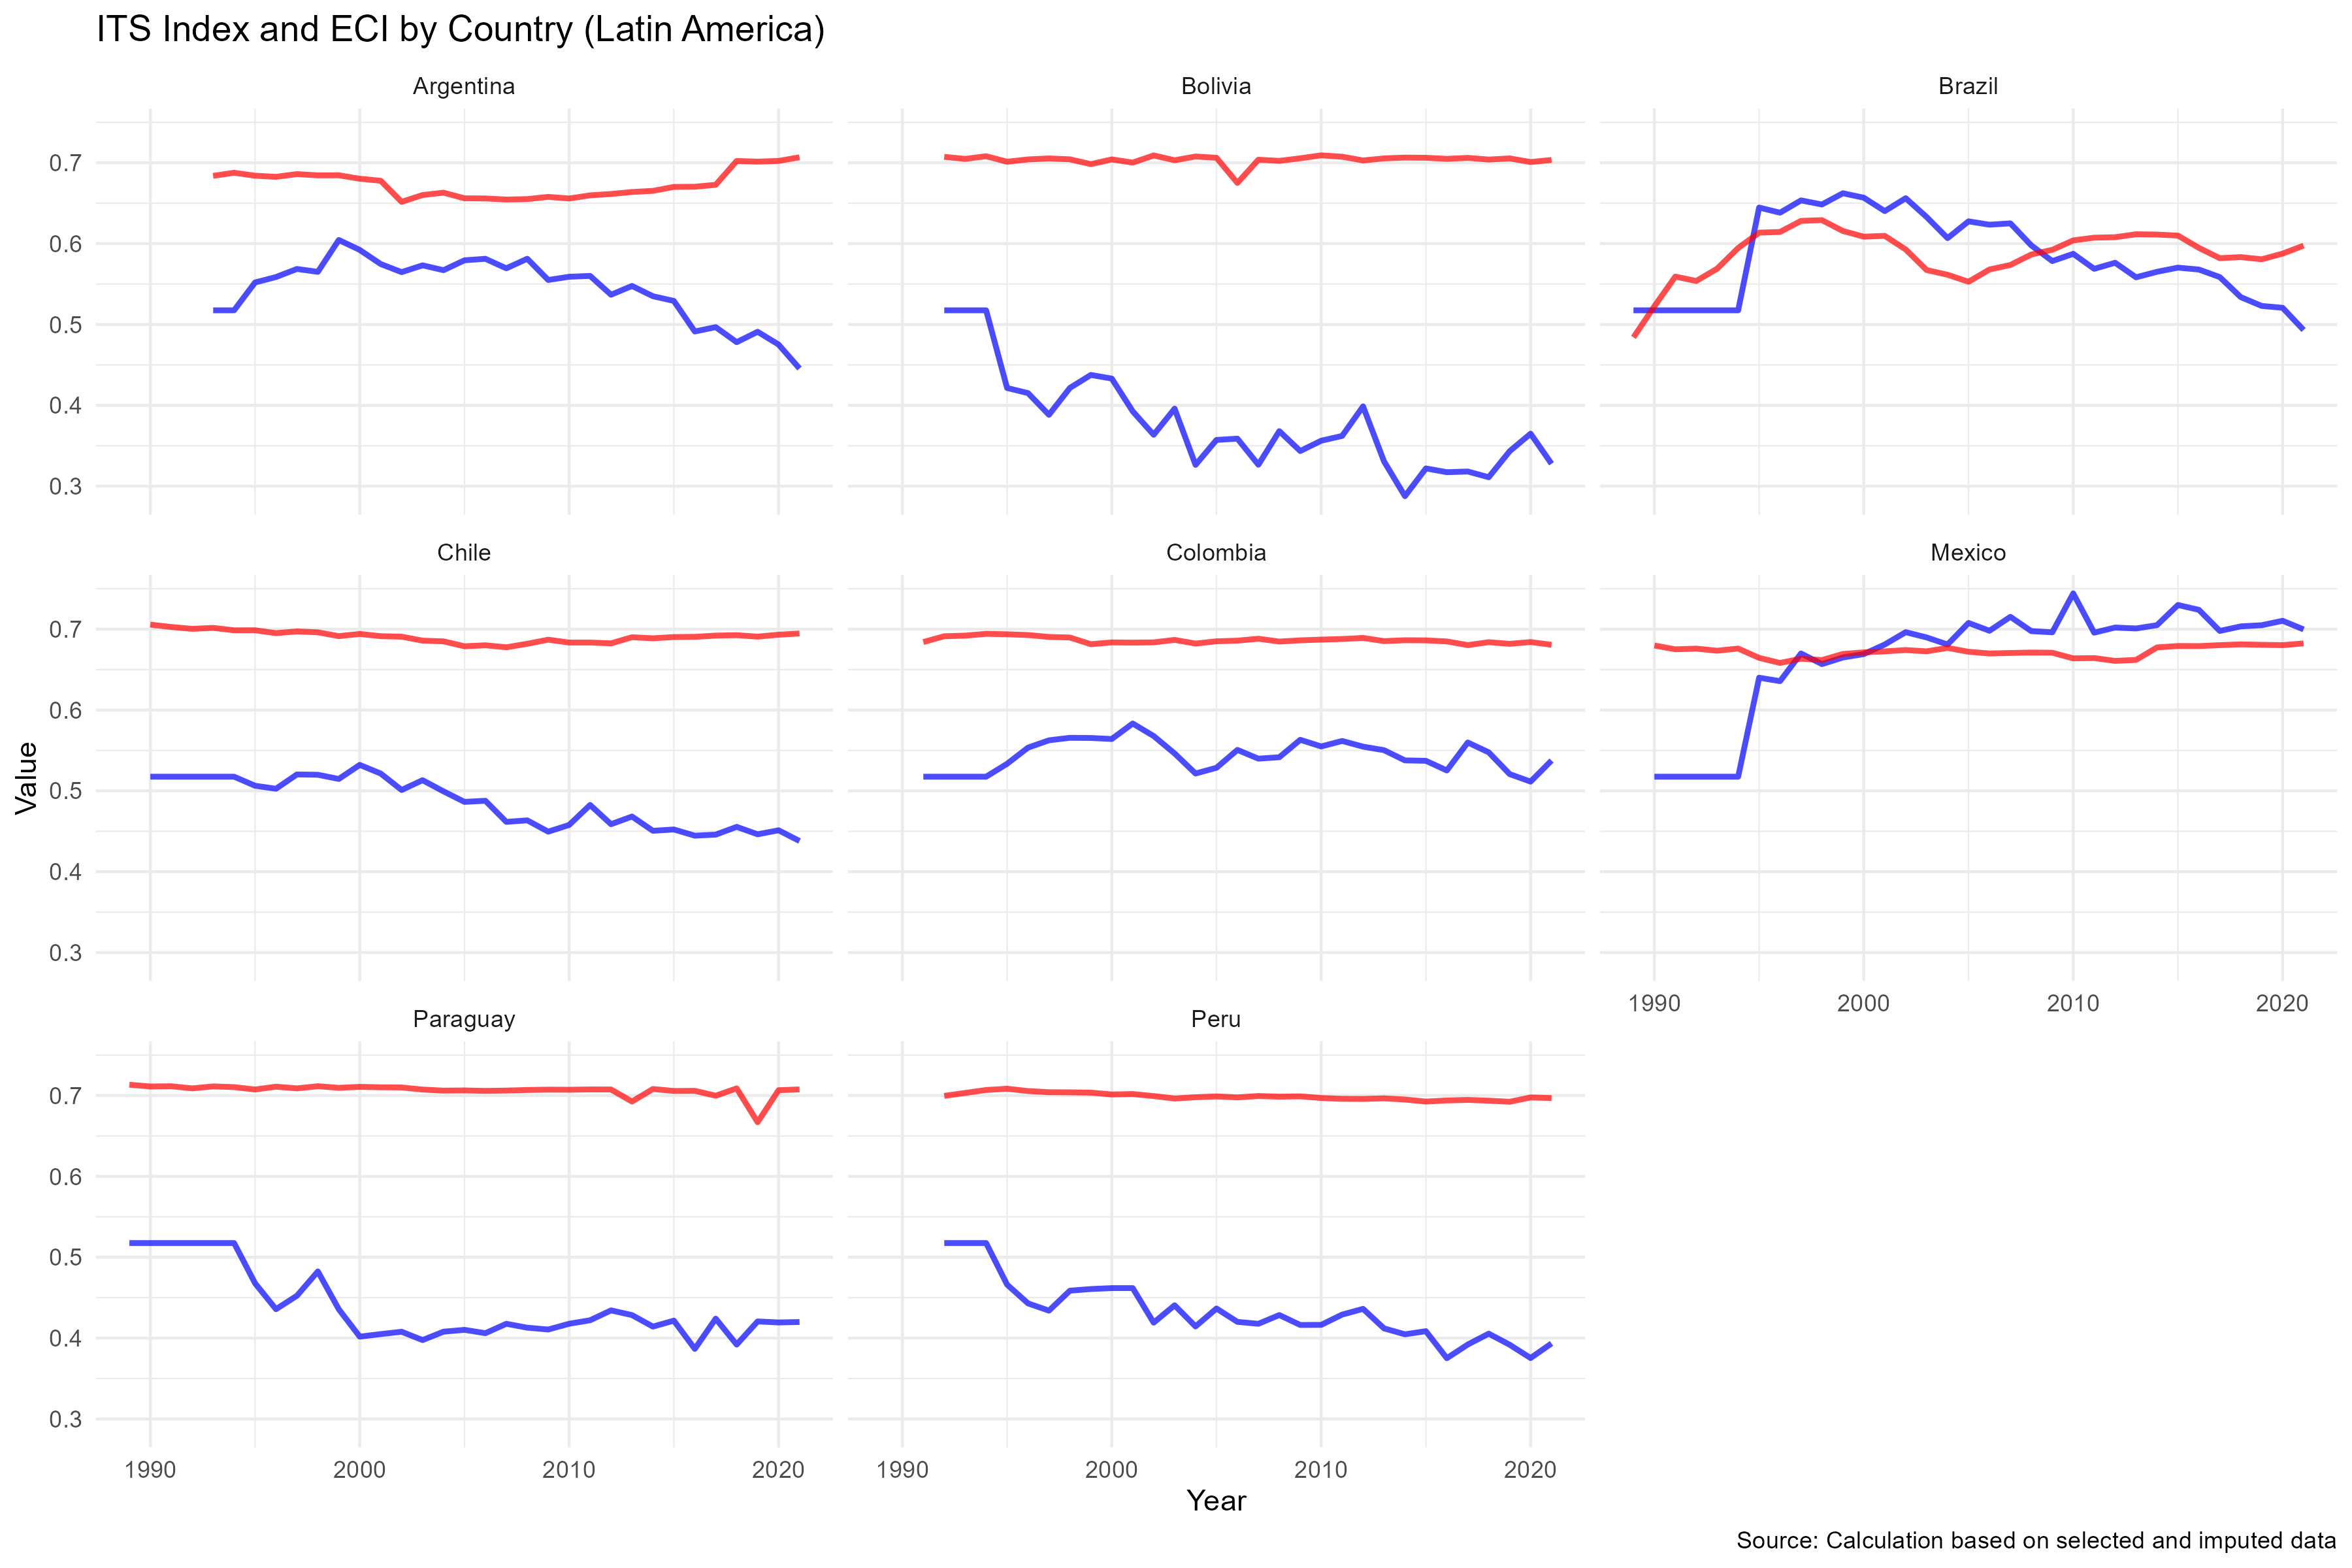 ITS Index and ECI by Country (Latin America)
Argentina
Bolivia
Brazil
0.7
0.6
0.5
0.4
0.3
Chile
Colombia
Mexico
0.7
0.6
0.5
0.4
0.3
Value
1990 2000 2010 2020
Paraguay
Peru
0.7
0.6
0.5
0.4
0.3
1990 2000 2010 2020
1990 2000 2010 2020
Year
Source: Calculation based on selected and imputed data